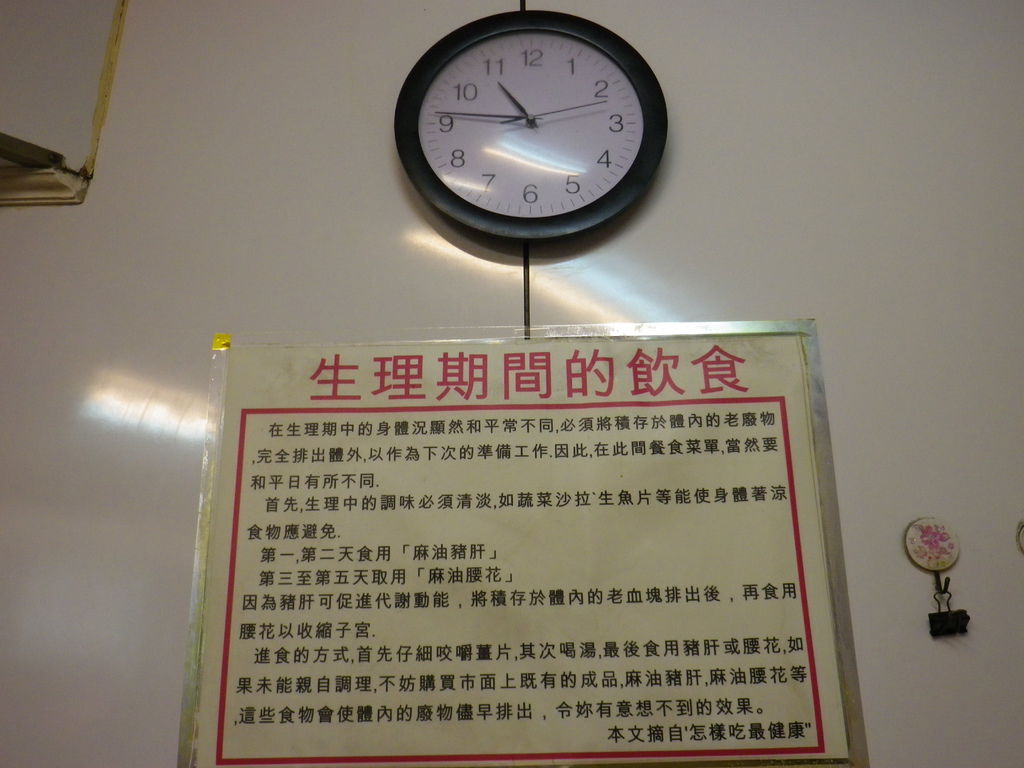 12
1
2
3
4
5
6
7
8
9
10
11
生理期間的飲食
在生理期中的身體況顯然和平常不同,必須將積存於體內的老廢物
,完全排出體外,以作為下次的準備工作.因此,在此間餐食菜單,當然要
和平日有所不同.
首先,生理中的調味必須清淡,如蔬菜沙拉`生魚片等能使身體著涼
食物應避免.
第一,第二天食用「麻油豬肝」
第三至第五天取用「麻油腰花」
因為豬肝可促進代謝動能，將積存於體內的老血塊排出後，再食用
腰花以收縮子宮.
進食的方式,首先仔細咬嚼薑片,其次喝湯,最後食用豬肝或腰花,如
果未能親自調理,不妨購買市面上既有的成品,麻油豬肝,麻油腰花等
,這些食物會使體內的廢物儘早排出，令妳有意想不到的效果。
本文摘自'怎樣吃最健康"